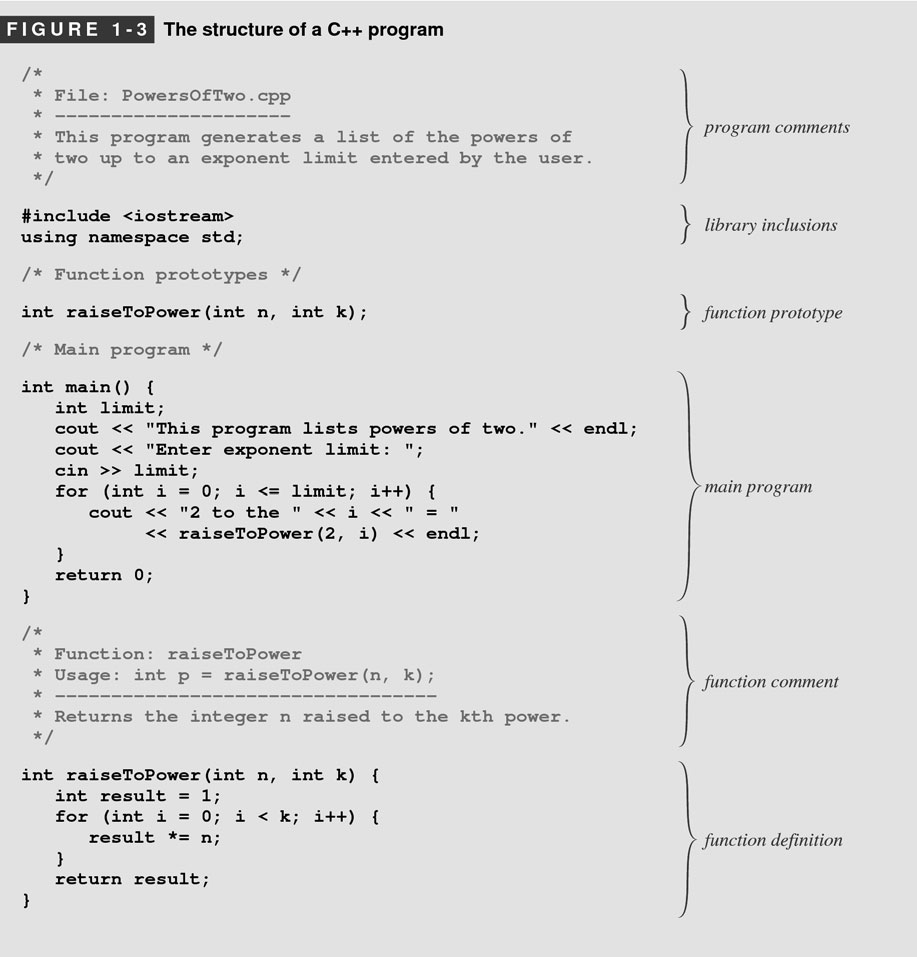 FIGURE 1-3 The structure of a C++ program
/*
 * File: PowersOfTwo.cpp
 * ---------------------
 * This program generates a list of the powers of
 * two up to an exponent limit entered by the user.
 */
program comments
#include <iostream>
using namespace std;
library inclusions
/* Function prototypes */
int raiseToPower(int n, int k);
function prototype
/* Main program */
int main() {
   int limit;
   cout << "This program lists powers of two." << endl;
   cout << "Enter exponent limit: ";
   cin >> limit;
   for (int i = 0; i <= limit; i++) {
      cout << "2 to the " << i << " = "
           << raiseToPower(2, i) << endl;
   }
   return 0;
}
main program
/*
 * Function: raiseToPower
 * Usage: int p = raiseToPower(n, k);
 * ----------------------------------
 * Returns the integer n raised to the kth power.
 */
function comment
int raiseToPower(int n, int k) {
   int result = 1;
   for (int i = 0; i < k; i++) {
      result *= n;
   }
   return result;
}
function definition